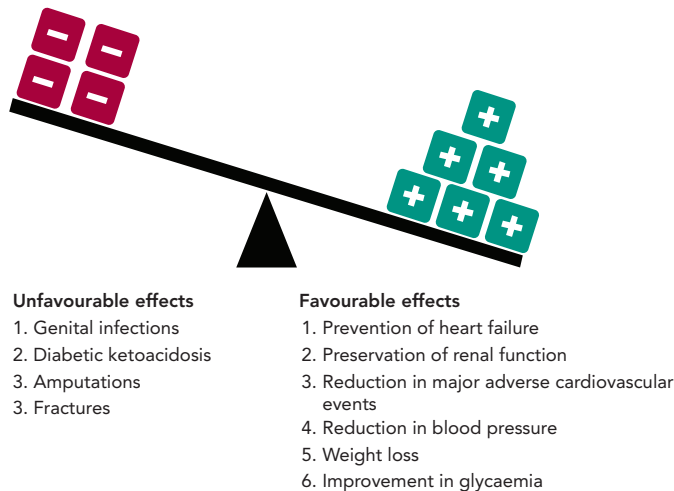 Unfavourable effects
1. Genital infections
2. Diabetic ketoacidosis
3. Amputations
3. Fractures
Favourable effects
1. Prevention of heart failure
2. Preservation of renal function
3. Reduction in major adverse cardiovascular
events
4. Reduction in blood pressure
5. Weight loss
6. Improvement in glycaemia